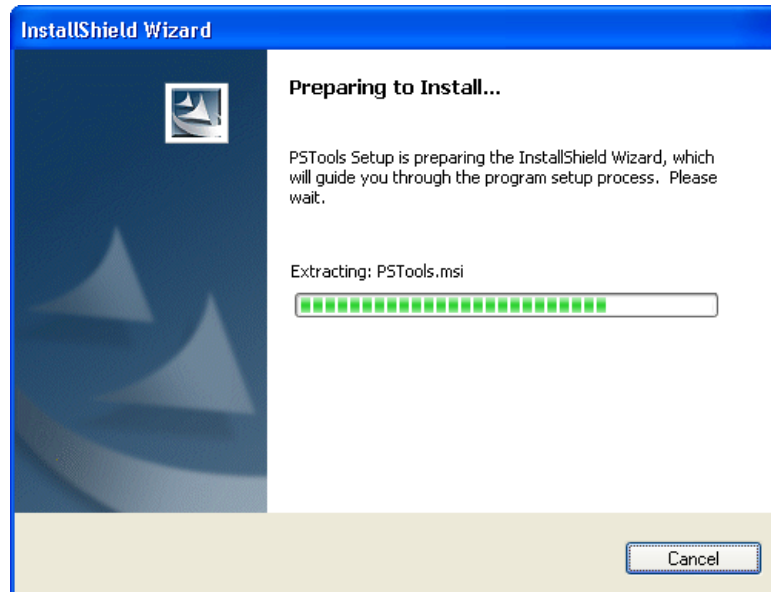 InstallShield Wizard
Preparing to Install...
PSTools Setup is preparing the InstallShield Wizard, which
will guide you through the program setup process. Please
wait.
Extracting: PSTools.msi
Cancel